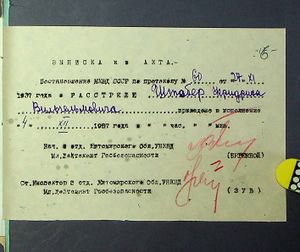 ВЫПИСКА из АКТА.
Постановление НКВД СССР по протоколу № 60 от 27.XI.
1937 года о РАССТРЕЛЕ Штабер
Вильгельмовича приведено в исполнение
"4" XII 1937 года " " час. " " мин.
Нач. 8 отд. Житомирского Обл.УНКВД
Мл.Лейтенант Госбезопасности
Ст.Инспектор 8 отд. Житомирского Обл.УНКВД
Мл.Лейтенант Госбезопасности ( З У Б )